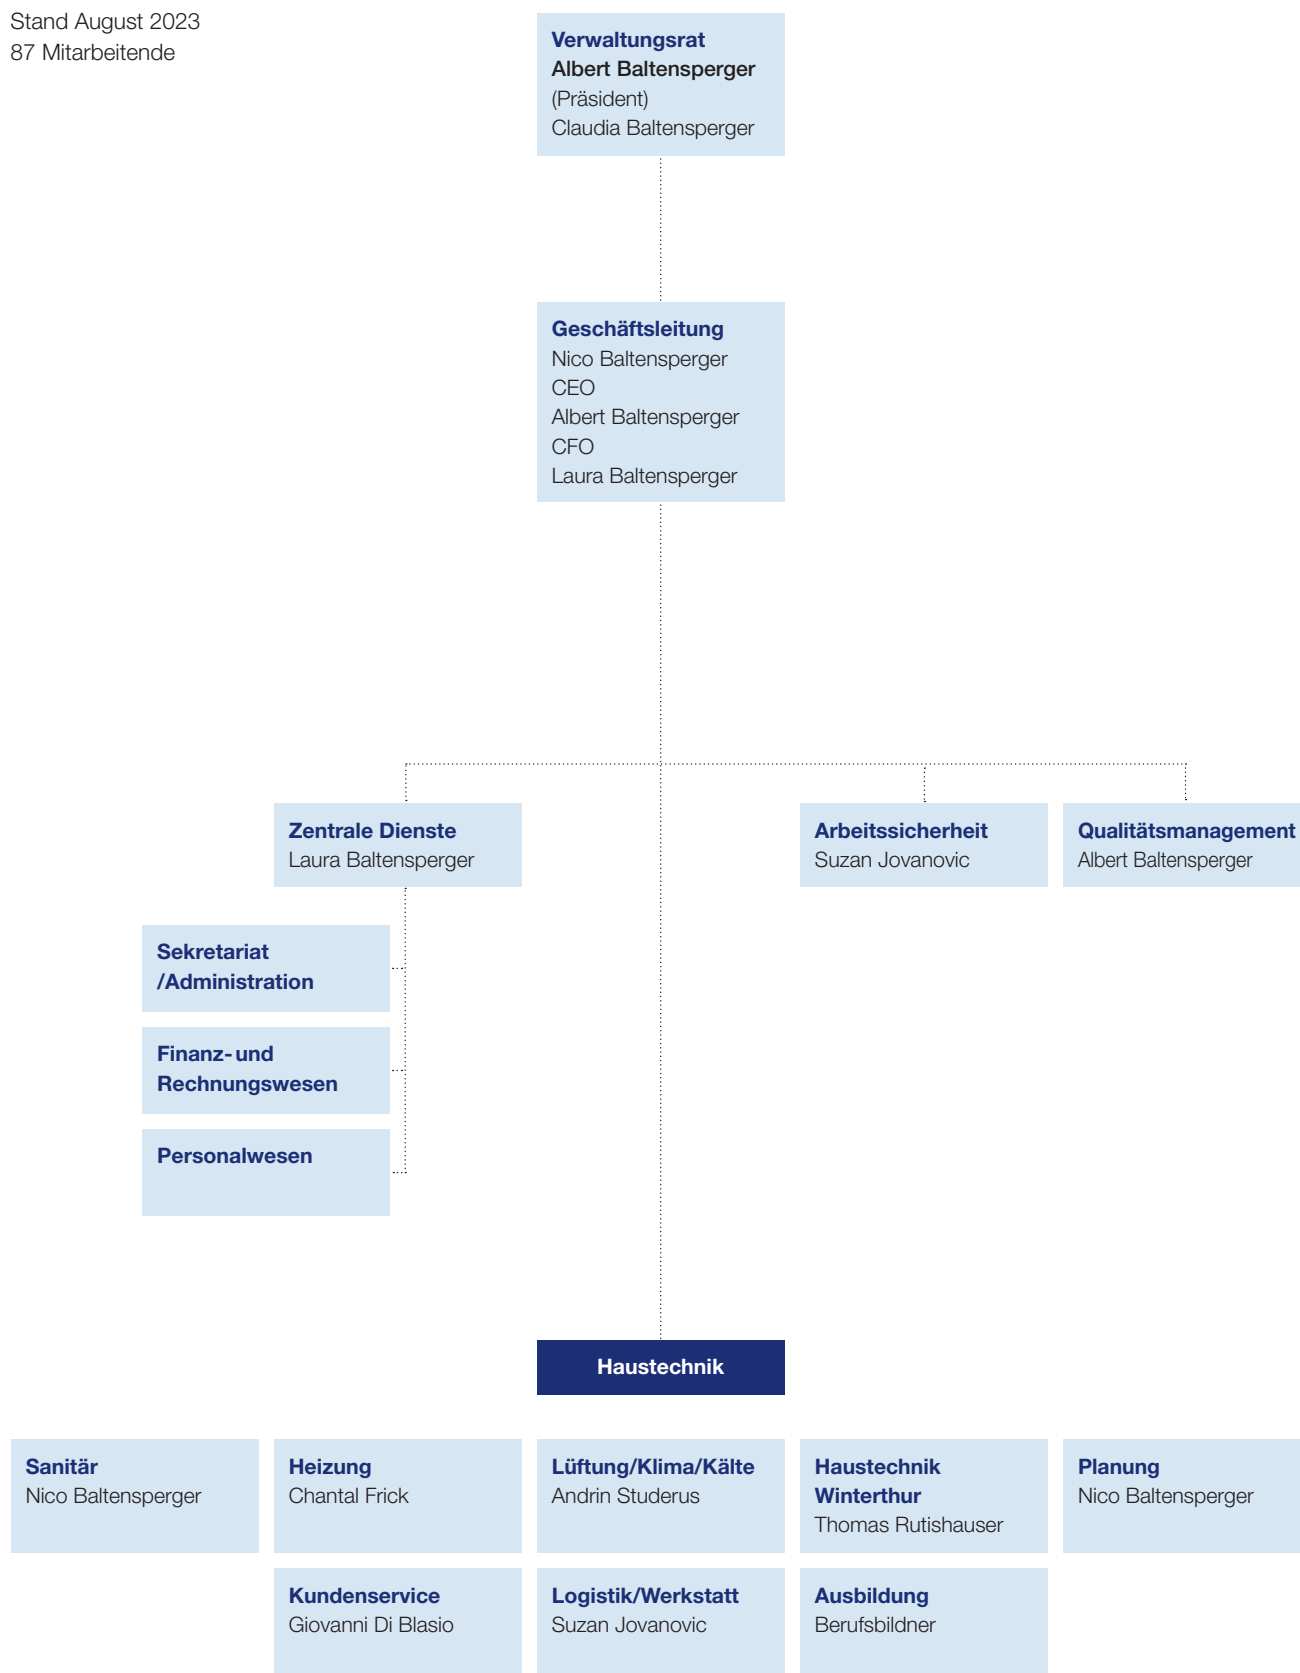 Stand August 2023
87 Mitarbeitende
Verwaltungsrat
Albert Baltensperger
(Präsident)
Claudia Baltensperger
Geschäftsleitung
Nico Baltensperger
CEO
Albert Baltensperger
CFO
Laura Baltensperger
Zentrale Dienste
Laura Baltensperger
Arbeitssicherheit
Suzan Jovanovic
Qualitätsmanagement
Albert Baltensperger
Sekretariat
/Administration
Finanz- und
Rechnungswesen
Personalwesen
Haustechnik
Sanitär
Nico Baltensperger
Heizung
Chantal Frick
Lüftung/Klima/Kälte
Andrin Studerus
Haustechnik
Winterthur
Thomas Rutishauser
Planung
Nico Baltensperger
Kundenservice
Giovanni Di Blasio
Logistik/Werkstatt
Suzan Jovanovic
Ausbildung
Berufsbildner